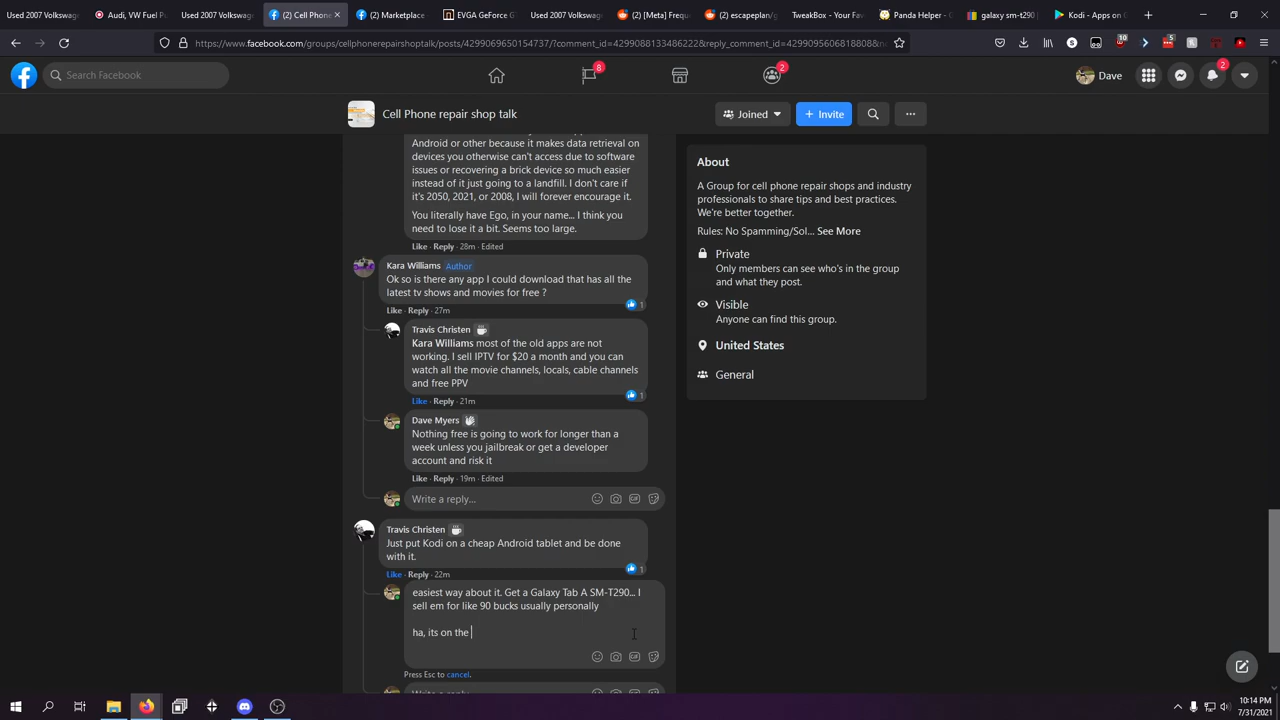 Used 2007 Volkswag
Audi, VW Fuel P
Used 2007 Volkswag
(2) Cell Phone
(2) Marketplace
EVGA GeForce G
Used 2007 Volkswag
[Meta] Freq
escapeplan/
TweakBox - Your Fav
Panda Helper - G
galaxy sm-t290
Kodi - Apps on G
https://www.facebook.com/groups/cellphonerepairshoptalk/posts/4299069650154737/?comment_id=4299088133486222&reply_comment_id=4299095606818808&
10
5
Search Facebook
8
2
Dave
2
Cell Phone repair shop talk
Joined
+ Invite
Android or other because it makes data retrieval on
devices you otherwise can't access due to software
issues or recovering a brick device so much easier
instead of it just going to a landfill. I don't care if
it's 2050, 2021, or 2008, I will forever encourage it.
You literally have Ego, in your name... I think you
need to lose it a bit. Seems too large.
Like · Reply · 28m · Edited
Kara Williams Author
Ok so is there any app I could download that has all the
latest tv shows and movies for free ?
1
Like · Reply · 27m
Travis Christen
Kara Williams most of the old apps are not
working. I sell IPTV for $20 a month and you can
watch all the movie channels, locals, cable channels
and free PPV
1
Like · Reply · 21m
Dave Myers
Nothing free is going to work for longer than a
week unless you jailbreak or get a developer
account and risk it
Like · Reply · 19m · Edited
Write a reply...
GIF
Travis Christen
Just put Kodi on a cheap Android tablet and be done
with it.
1
Like · Reply · 22m
easiest way about it. Get a Galaxy Tab A SM-T290... I
sell em for like 90 bucks usually personally
ha, its on the
GIF
Press Esc to cancel.
About
A Group for cell phone repair shops and industry
professionals to share tips and best practices.
We're better together.
Rules: No Spamming/Sol... See More
Private
Only members can see who's in the group
and what they post.
Visible
Anyone can find this group.
United States
General
10:14 PM
7/31/2021